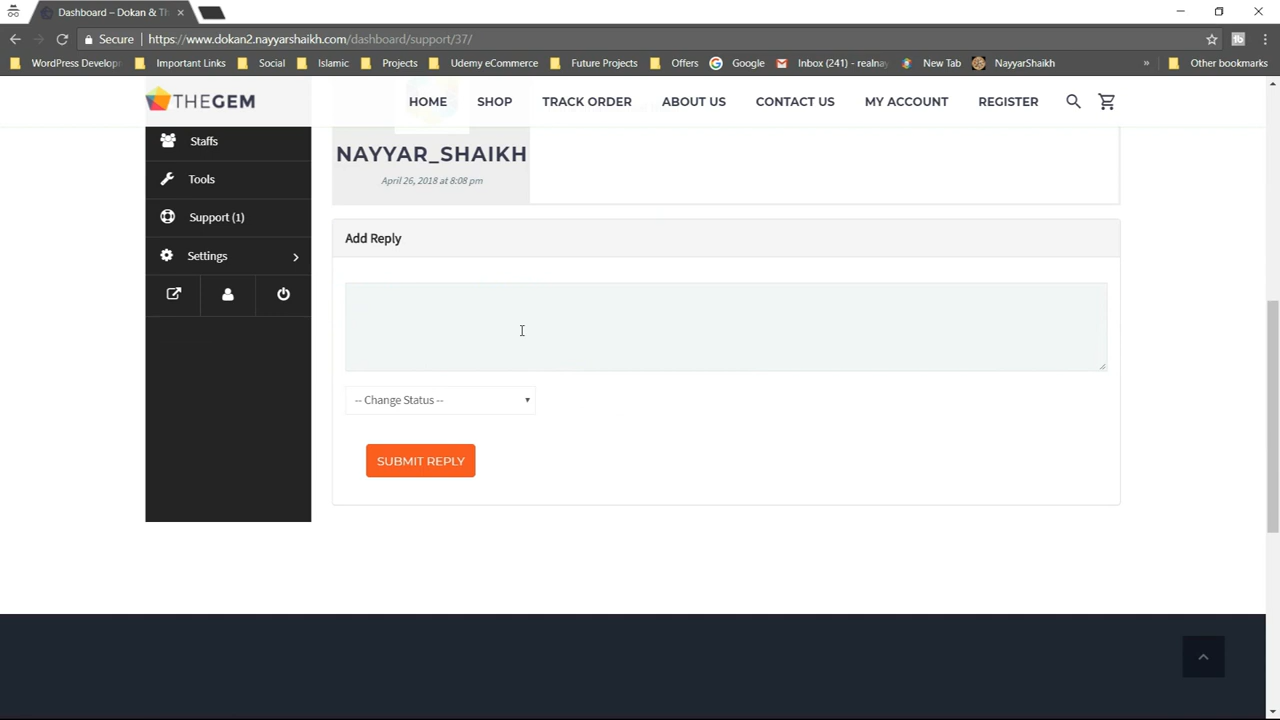 Dashboard – Dokan & Th
Secure https://www.dokan2.nayyarshaikh.com/dashboard/support/37/
WordPress Develop Important Links Social Islamic Projects Udemy eCommerce Future Projects Offers Google Inbox (241) - realnay New Tab NayyarShaikh » Other bookmarks
THEGEM HOME SHOP TRACK ORDER ABOUT US CONTACT US MY ACCOUNT REGISTER
Staffs
Tools
Support (1)
Settings
NAYYAR_SHAIKH
April 26, 2018 at 8:08 pm
Add Reply
-- Change Status --
SUBMIT REPLY